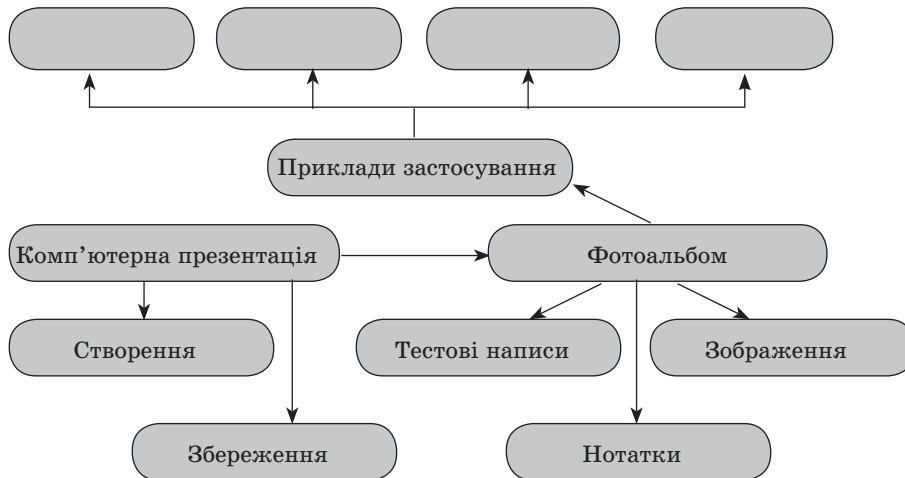 Приклади застосування
Комп’ютерна презентація
Фотоальбом
Створення
Тестові написи
Зображення
Збереження
Нотатки